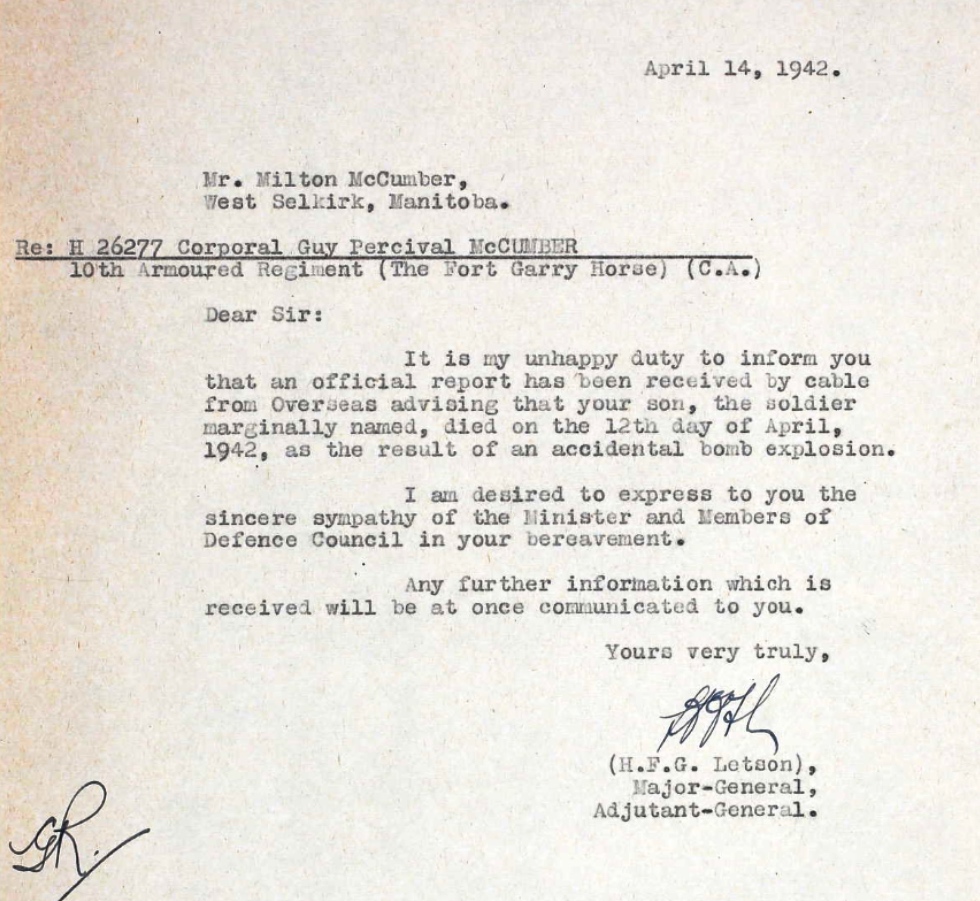 April 14, 1942.
Mr. Milton McCumber,
West Selkirk, Manitoba.
Re: H 26277 Corporal Guy Percival McCUMBER
10th Armoured Regiment (The Fort Garry Horse) (C.A.)
Dear Sir:
It is my unhappy duty to inform you
that an official report has been received by cable
from Overseas advising that your son, the soldier
marginally named, died on the 12th day of April,
1942, as the result of an accidental bomb explosion.
I am desired to express to you the
sincere sympathy of the Minister and Members of
Defence Council in your bereavement.
Any further information which is
received will be at once communicated to you.
Yours very truly,
(H.F.G. Letson),
Major-General,
Adjutant-General.
GR.